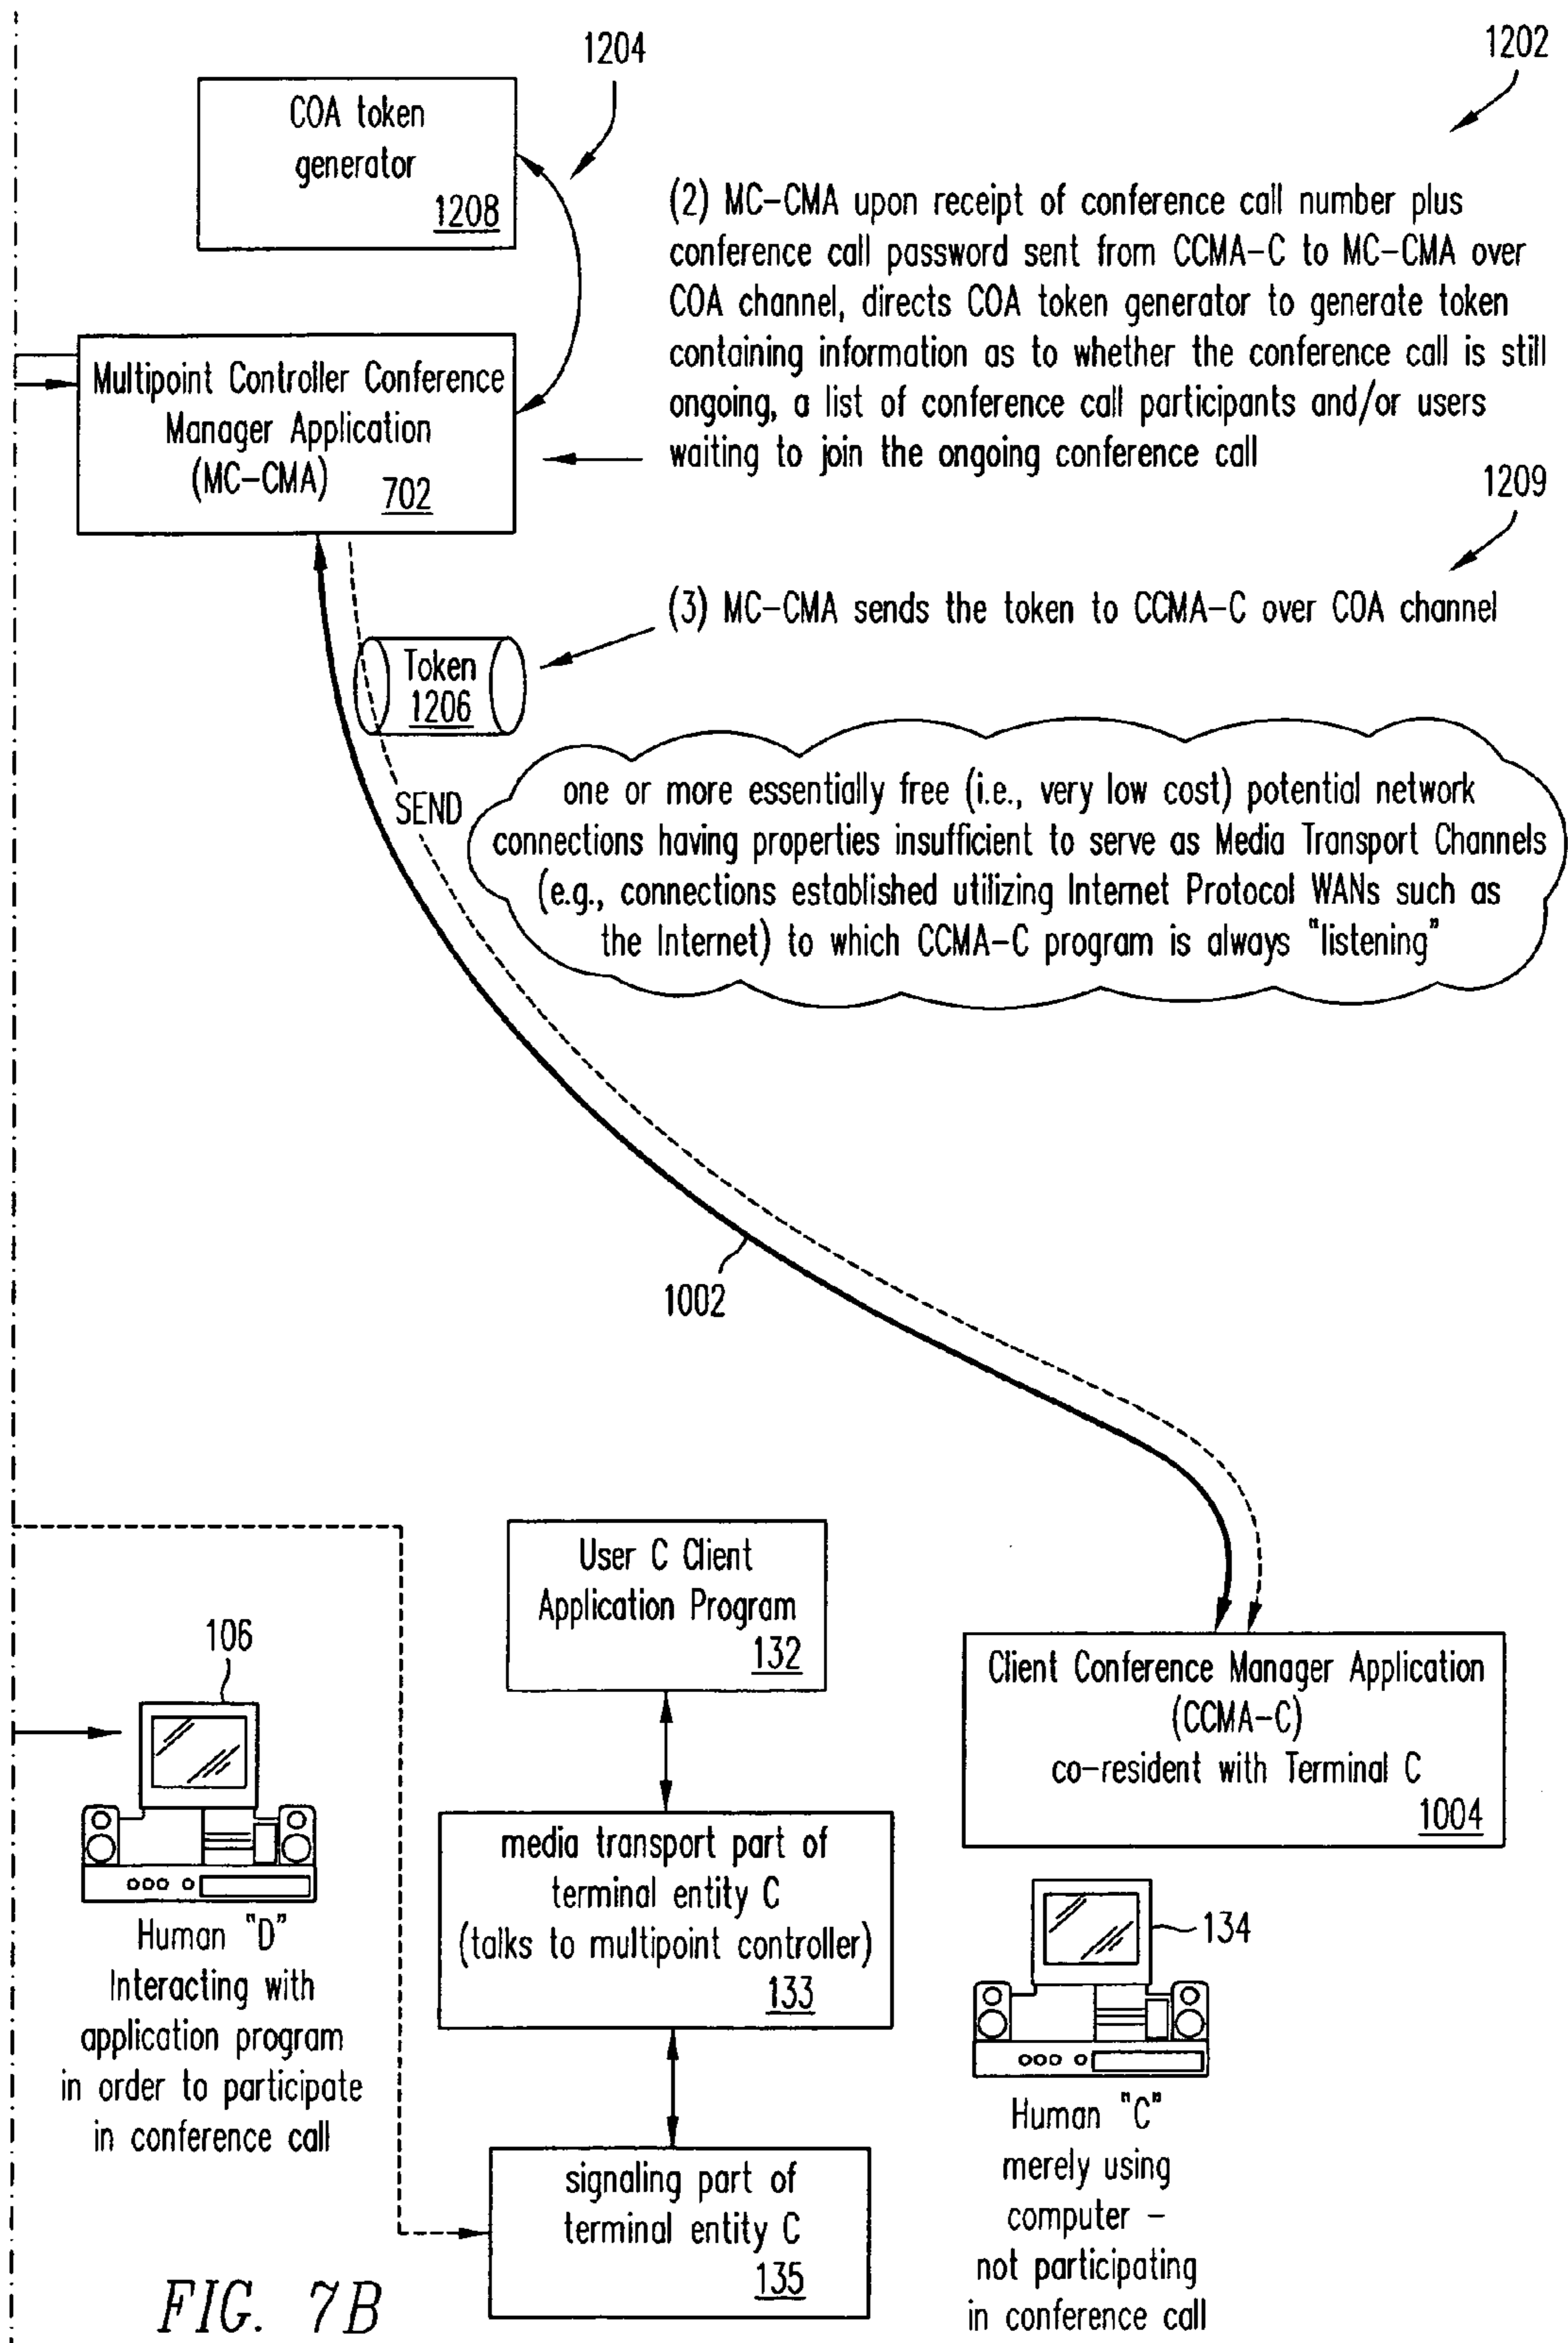 1204
1202
COA token
generator
1208
(2) MC-CMA upon receipt of conference call number plus
conference call password sent from CCMA-C to MC-CMA over
COA channel, directs COA token generator to generate token
containing information as to whether the conference call is still
ongoing, a list of conference call participants and/or users
waiting to join the ongoing conference call
Multipoint Controller Conference
Manager Application
(MC-CMA) 702
1209
(3) MC-CMA sends the token to CCMA-C over COA channel
Token
1206
SEND
one or more essentially free (i.e., very low cost) potential network
connections having properties insufficient to serve as Media Transport Channels
(e.g., connections established utilizing Internet Protocol WANs such as
the Internet) to which CCMA-C program is always "listening"
1002
User C Client
Application Program
132
106
Client Conference Manager Application
(CCMA-C)
co-resident with Terminal C
1004
media transport part of
terminal entity C
(talks to multipoint controller)
133
134
Human "D"
Interacting with
application program
in order to participate
in conference call
Human "C"
merely using
computer -
not participating
in conference call
signaling part of
terminal entity C
135
FIG. 7B